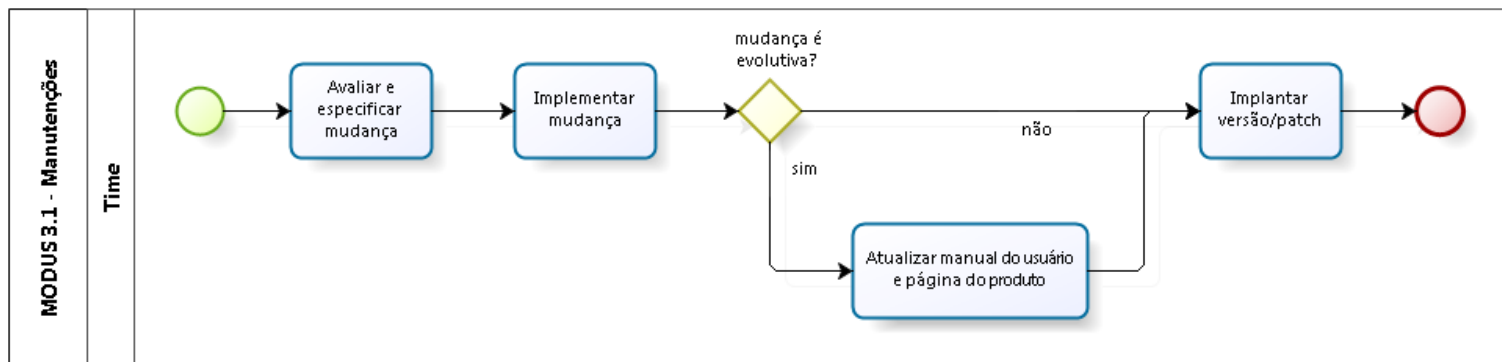 MODUS 3.1 - Manutenções
Time
Avaliar e
especificar
mudança
Implementar
mudança
mudança é
evolutiva?
não
sim
Atualizar manual do usuário
e página do produto
Implantar
versão/patch